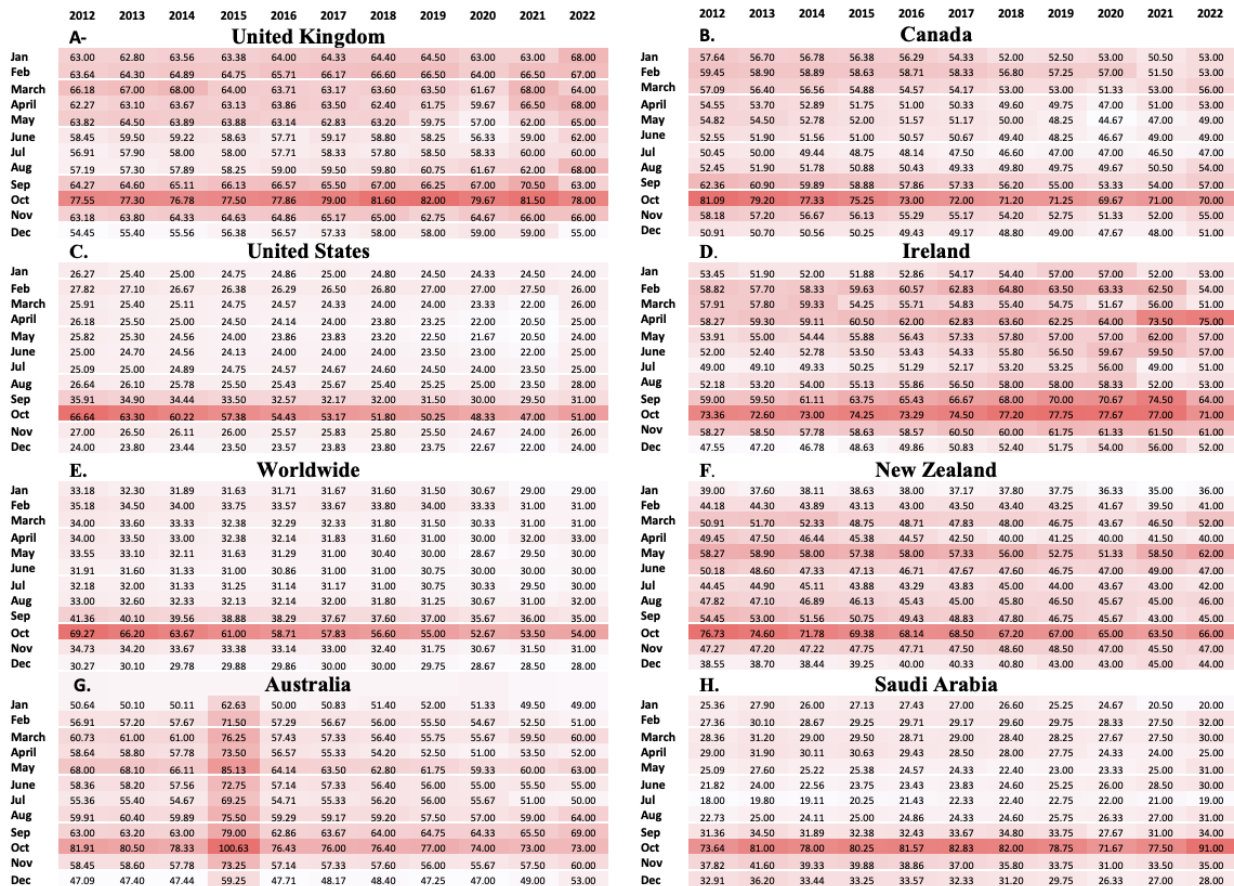 2012 2013 2014 2015 2016 2017 2018 2019 2020 2021 2022
A- United Kingdom
Jan 63.00 62.80 63.56 63.38 64.00 64.33 64.40 64.50 63.00 63.00 68.00
Feb 63.64 64.30 64.89 64.75 65.71 66.17 66.60 66.50 64.00 66.50 67.00
March 66.18 67.00 68.00 64.00 63.71 63.17 63.60 63.50 61.67 68.00 64.00
April 62.27 63.10 63.67 63.13 63.86 63.50 62.40 61.75 59.67 66.50 68.00
May 63.82 64.50 63.89 63.88 63.14 62.83 63.20 59.75 57.00 62.00 65.00
June 58.45 59.50 59.22 58.63 57.71 59.17 58.80 58.25 56.33 59.00 62.00
Jul 56.91 57.90 58.00 58.00 57.71 58.33 57.80 58.50 58.33 60.00 60.00
Aug 57.19 57.30 57.89 58.25 59.00 59.50 59.80 60.75 61.67 62.00 68.00
Sep 64.27 64.60 65.11 66.13 66.57 65.50 67.00 66.25 67.00 70.50 63.00
Oct 77.55 77.30 76.78 77.50 77.86 79.00 81.60 82.00 79.67 81.50 78.00
Nov 63.18 63.80 64.33 64.63 64.86 65.17 65.00 62.75 64.67 66.00 66.00
Dec 54.45 55.40 55.56 56.38 56.57 57.33 58.00 58.00 59.00 59.00 55.00
C. United States
Jan 26.27 25.40 25.00 24.75 24.86 25.00 24.80 24.50 24.33 24.50 24.00
Feb 27.82 27.10 26.67 26.38 26.29 26.50 26.80 27.00 27.00 27.50 26.00
March 25.91 25.40 25.11 24.75 24.57 24.33 24.00 24.00 23.33 22.00 26.00
April 26.18 25.50 25.00 24.50 24.14 24.00 23.80 23.25 22.00 20.50 25.00
May 25.82 25.30 24.56 24.00 23.86 23.83 23.20 22.50 21.67 20.50 24.00
June 25.00 24.70 24.56 24.13 24.00 24.00 24.00 23.50 23.00 22.00 25.00
Jul 25.09 25.00 24.89 24.75 24.57 24.67 24.60 24.50 24.00 23.50 25.00
Aug 26.64 26.10 25.78 25.50 25.43 25.67 25.40 25.25 25.00 23.50 28.00
Sep 35.91 34.90 34.44 33.50 32.57 32.17 32.00 31.50 30.00 29.50 31.00
Oct 66.64 63.30 60.22 57.38 54.43 53.17 51.80 50.25 48.33 47.00 51.00
Nov 27.00 26.50 26.11 26.00 25.57 25.83 25.80 25.50 24.67 24.00 26.00
Dec 24.00 23.80 23.44 23.50 23.57 23.83 23.80 23.75 22.67 22.00 24.00
E. Worldwide
Jan 33.18 32.30 31.89 31.63 31.71 31.67 31.60 31.50 30.67 29.00 29.00
Feb 35.18 34.50 34.00 33.75 33.57 33.67 33.80 34.00 33.33 31.00 31.00
March 34.00 33.60 33.33 32.38 32.29 32.33 31.80 31.50 30.33 31.00 31.00
April 34.00 33.50 33.00 32.38 32.14 31.83 31.60 31.00 30.00 32.00 33.00
May 33.55 33.10 32.11 31.63 31.29 31.00 30.40 30.00 28.67 29.50 30.00
June 31.91 31.60 31.33 31.00 30.86 31.00 31.00 30.75 30.00 30.00 30.00
Jul 32.18 32.00 31.33 31.25 31.14 31.17 31.00 30.75 30.33 29.50 30.00
Aug 33.00 32.60 32.33 32.13 32.14 32.00 31.80 31.25 30.67 31.00 32.00
Sep 41.36 40.10 39.56 38.88 38.29 37.67 37.60 37.00 35.67 36.00 35.00
Oct 69.27 66.20 63.67 61.00 58.71 57.83 56.60 55.00 52.67 53.50 54.00
Nov 34.73 34.20 33.67 33.38 33.14 33.00 32.40 31.75 30.67 31.50 31.00
Dec 30.27 30.10 29.78 29.88 29.86 30.00 30.00 29.75 28.67 28.50 28.00
G. Australia
Jan 50.64 50.10 50.11 62.63 50.00 50.83 51.40 52.00 51.33 49.50 49.00
Feb 56.91 57.20 57.67 71.50 57.29 56.67 56.00 55.50 54.67 52.50 51.00
March 60.73 61.00 61.00 76.25 57.43 57.33 56.40 55.75 55.67 59.50 60.00
April 58.64 58.80 57.78 73.50 56.57 55.33 54.20 52.50 51.00 53.50 52.00
May 68.00 68.10 66.11 85.13 64.14 63.50 62.80 61.75 59.33 60.00 63.00
June 58.36 58.20 57.56 72.75 57.14 57.33 56.40 56.00 55.00 55.50 55.00
Jul 55.36 55.40 54.67 69.25 54.71 55.33 56.20 56.00 55.67 51.00 50.00
Aug 59.91 60.40 59.89 75.50 59.29 59.17 59.20 57.50 57.00 59.00 64.00
Sep 63.00 63.20 63.00 79.00 62.86 63.67 64.00 64.75 64.33 65.50 69.00
Oct 81.91 80.50 78.33 100.63 76.43 76.00 76.40 77.00 74.00 73.00 73.00
Nov 58.45 58.60 57.78 73.25 57.14 57.33 57.60 56.00 55.67 57.50 60.00
Dec 47.09 47.40 47.44 59.25 47.71 48.17 48.40 47.25 47.00 49.00 53.00
2012 2013 2014 2015 2016 2017 2018 2019 2020 2021 2022
B. Canada
Jan 57.64 56.70 56.78 56.38 56.29 54.33 52.00 52.50 53.00 50.50 53.00
Feb 59.45 58.90 58.89 58.63 58.71 58.33 56.80 57.25 57.00 51.50 53.00
March 57.09 56.40 56.56 54.88 54.57 54.17 53.00 53.00 51.33 53.00 56.00
April 54.55 53.70 52.89 51.75 51.00 50.33 49.60 49.75 47.00 51.00 53.00
May 54.82 54.50 52.78 52.00 51.57 51.17 50.00 48.25 44.67 47.00 49.00
June 52.55 51.90 51.56 51.00 50.57 50.67 49.40 48.25 46.67 49.00 49.00
Jul 50.45 50.00 49.44 48.75 48.14 47.50 46.60 47.00 47.00 46.50 47.00
Aug 52.45 51.90 51.78 50.88 50.43 49.33 49.80 49.75 49.67 50.50 54.00
Sep 62.36 60.90 59.89 58.88 57.86 57.33 56.20 55.00 53.33 54.00 57.00
Oct 81.09 79.20 77.33 75.25 73.00 72.00 71.20 71.25 69.67 71.00 70.00
Nov 58.18 57.20 56.67 56.13 55.29 55.17 54.20 52.75 51.33 52.00 55.00
Dec 50.91 50.70 50.56 50.25 49.43 49.17 48.80 49.00 47.67 48.00 51.00
D. Ireland
Jan 53.45 51.90 52.00 51.88 52.86 54.17 54.40 57.00 57.00 52.00 53.00
Feb 58.82 57.70 58.33 59.63 60.57 62.83 64.80 63.50 63.33 62.50 54.00
March 57.91 57.80 59.33 54.25 55.71 54.83 55.40 54.75 51.67 56.00 51.00
April 58.27 59.30 59.11 60.50 62.00 62.83 63.60 62.25 64.00 73.50 75.00
May 53.91 55.00 54.44 55.88 56.43 57.33 57.80 57.00 57.00 62.00 57.00
June 52.00 52.40 52.78 53.50 53.43 54.33 55.80 56.50 59.67 59.50 57.00
Jul 49.00 49.10 49.33 50.25 51.29 52.17 53.20 53.25 56.00 49.00 51.00
Aug 52.18 53.20 54.00 55.13 55.86 56.50 58.00 58.00 58.33 52.00 53.00
Sep 59.00 59.50 61.11 63.75 65.43 66.67 68.00 70.00 70.67 74.50 64.00
Oct 73.36 72.60 73.00 74.25 73.29 74.50 77.20 77.75 77.67 77.00 71.00
Nov 58.27 58.50 57.78 58.63 58.57 60.50 60.00 61.75 61.33 61.50 61.00
Dec 47.55 47.20 46.78 48.63 49.86 50.83 52.40 51.75 54.00 56.00 52.00
F. New Zealand
Jan 39.00 37.60 38.11 38.63 38.00 37.17 37.80 37.75 36.33 35.00 36.00
Feb 44.18 44.30 43.89 43.13 43.00 43.50 43.40 43.25 41.67 39.50 41.00
March 50.91 51.70 52.33 48.75 48.71 47.83 48.00 46.75 43.67 46.50 52.00
April 49.45 47.50 46.44 45.38 44.57 42.50 40.00 41.25 40.00 41.50 40.00
May 58.27 58.90 58.00 57.38 58.00 57.33 56.00 52.75 51.33 58.50 62.00
June 50.18 48.60 47.33 47.13 46.71 47.67 47.60 46.75 47.00 49.00 47.00
Jul 44.45 44.90 45.11 43.88 43.29 43.83 45.00 44.00 43.67 43.00 42.00
Aug 47.82 47.10 46.89 46.13 45.43 45.00 45.80 46.50 45.67 45.00 46.00
Sep 54.45 53.00 51.56 50.75 49.43 48.83 47.80 46.75 45.67 43.00 45.00
Oct 76.73 74.60 71.78 69.38 68.14 68.50 67.20 67.00 65.00 63.50 66.00
Nov 47.27 47.20 47.22 47.75 47.71 47.50 48.60 48.50 47.00 45.50 47.00
Dec 38.55 38.70 38.44 39.25 40.00 40.33 40.80 43.00 43.00 45.00 44.00
H. Saudi Arabia
Jan 25.36 27.90 26.00 27.13 27.43 27.00 26.60 25.25 24.67 20.50 20.00
Feb 27.36 30.10 28.67 29.25 29.71 29.17 29.60 29.75 28.33 27.50 32.00
March 28.36 31.20 29.00 29.50 28.71 29.00 28.40 28.25 27.67 27.50 30.00
April 29.00 31.90 30.11 30.63 29.43 28.50 28.00 27.75 24.33 24.00 25.00
May 25.09 27.60 25.22 25.38 24.57 24.33 22.40 23.00 23.33 25.00 31.00
June 21.82 24.00 22.56 23.75 23.43 23.83 24.60 25.25 26.00 28.50 30.00
Jul 18.00 19.80 19.11 20.25 21.43 22.33 22.40 22.75 22.00 21.00 19.00
Aug 22.73 25.00 24.11 25.00 24.86 24.33 24.60 25.75 26.33 27.00 31.00
Sep 31.36 34.50 31.89 32.38 32.43 33.67 34.80 33.75 27.67 31.00 34.00
Oct 73.64 81.00 78.00 80.25 81.57 82.83 82.00 78.75 71.67 77.50 91.00
Nov 37.82 41.60 39.33 39.88 38.86 37.00 35.80 33.75 31.00 33.50 35.00
Dec 32.91 36.20 33.44 33.25 33.57 32.33 31.20 29.75 26.33 27.00 28.00